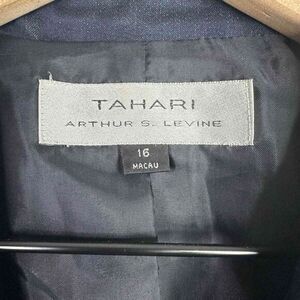 TAHARI
ARTHUR S. LEVINE
16
MACAU